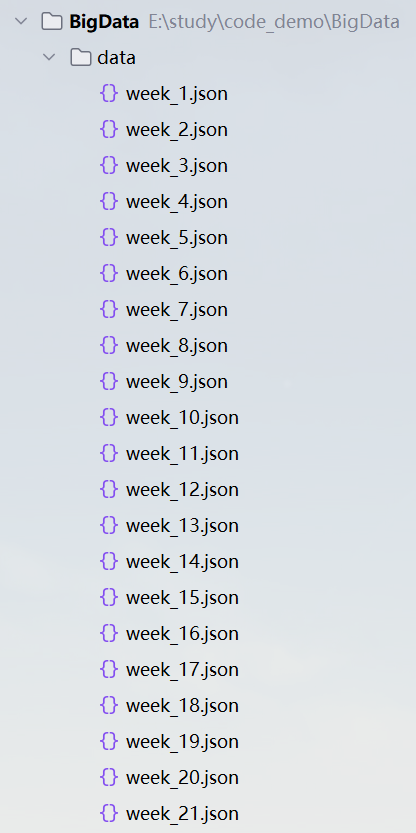 BigData E:\study\code_demo\BigData
data
{} week_1.json
{} week_2.json
{} week_3.json
{} week_4.json
{} week_5.json
{} week_6.json
{} week_7.json
{} week_8.json
{} week_9.json
{} week_10.json
{} week_11.json
{} week_12.json
{} week_13.json
{} week_14.json
{} week_15.json
{} week_16.json
{} week_17.json
{} week_18.json
{} week_19.json
{} week_20.json
{} week_21.json